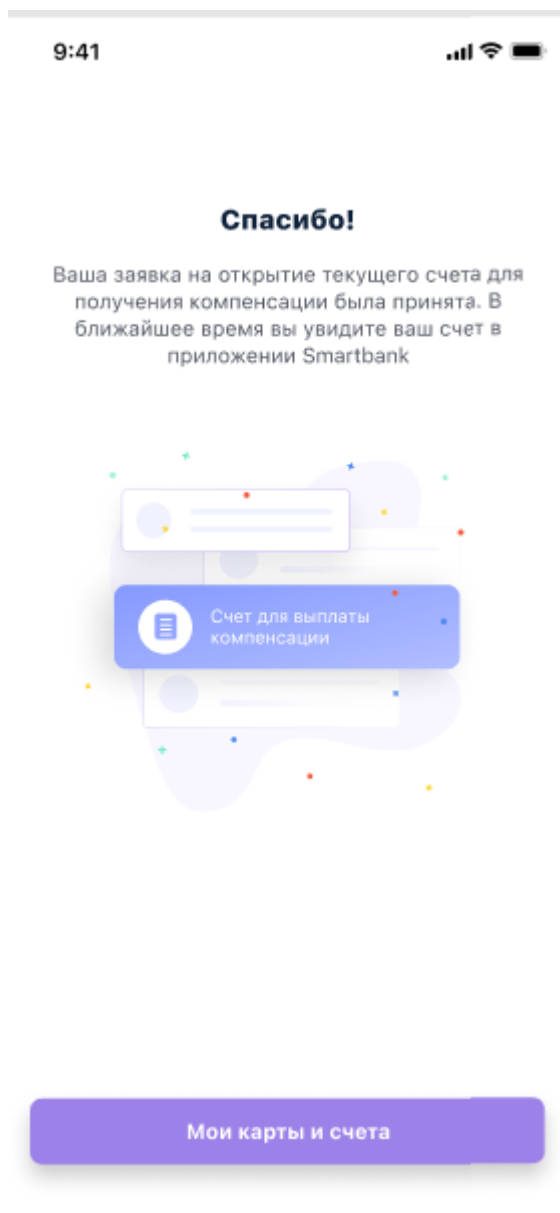 9:41
Спасибо!
Ваша заявка на открытие текущего счета для
получения компенсации была принята. В
ближайшее время вы увидите ваш счет в
приложении Smartbank
Счет для выплаты
компенсации
Мои карты и счета